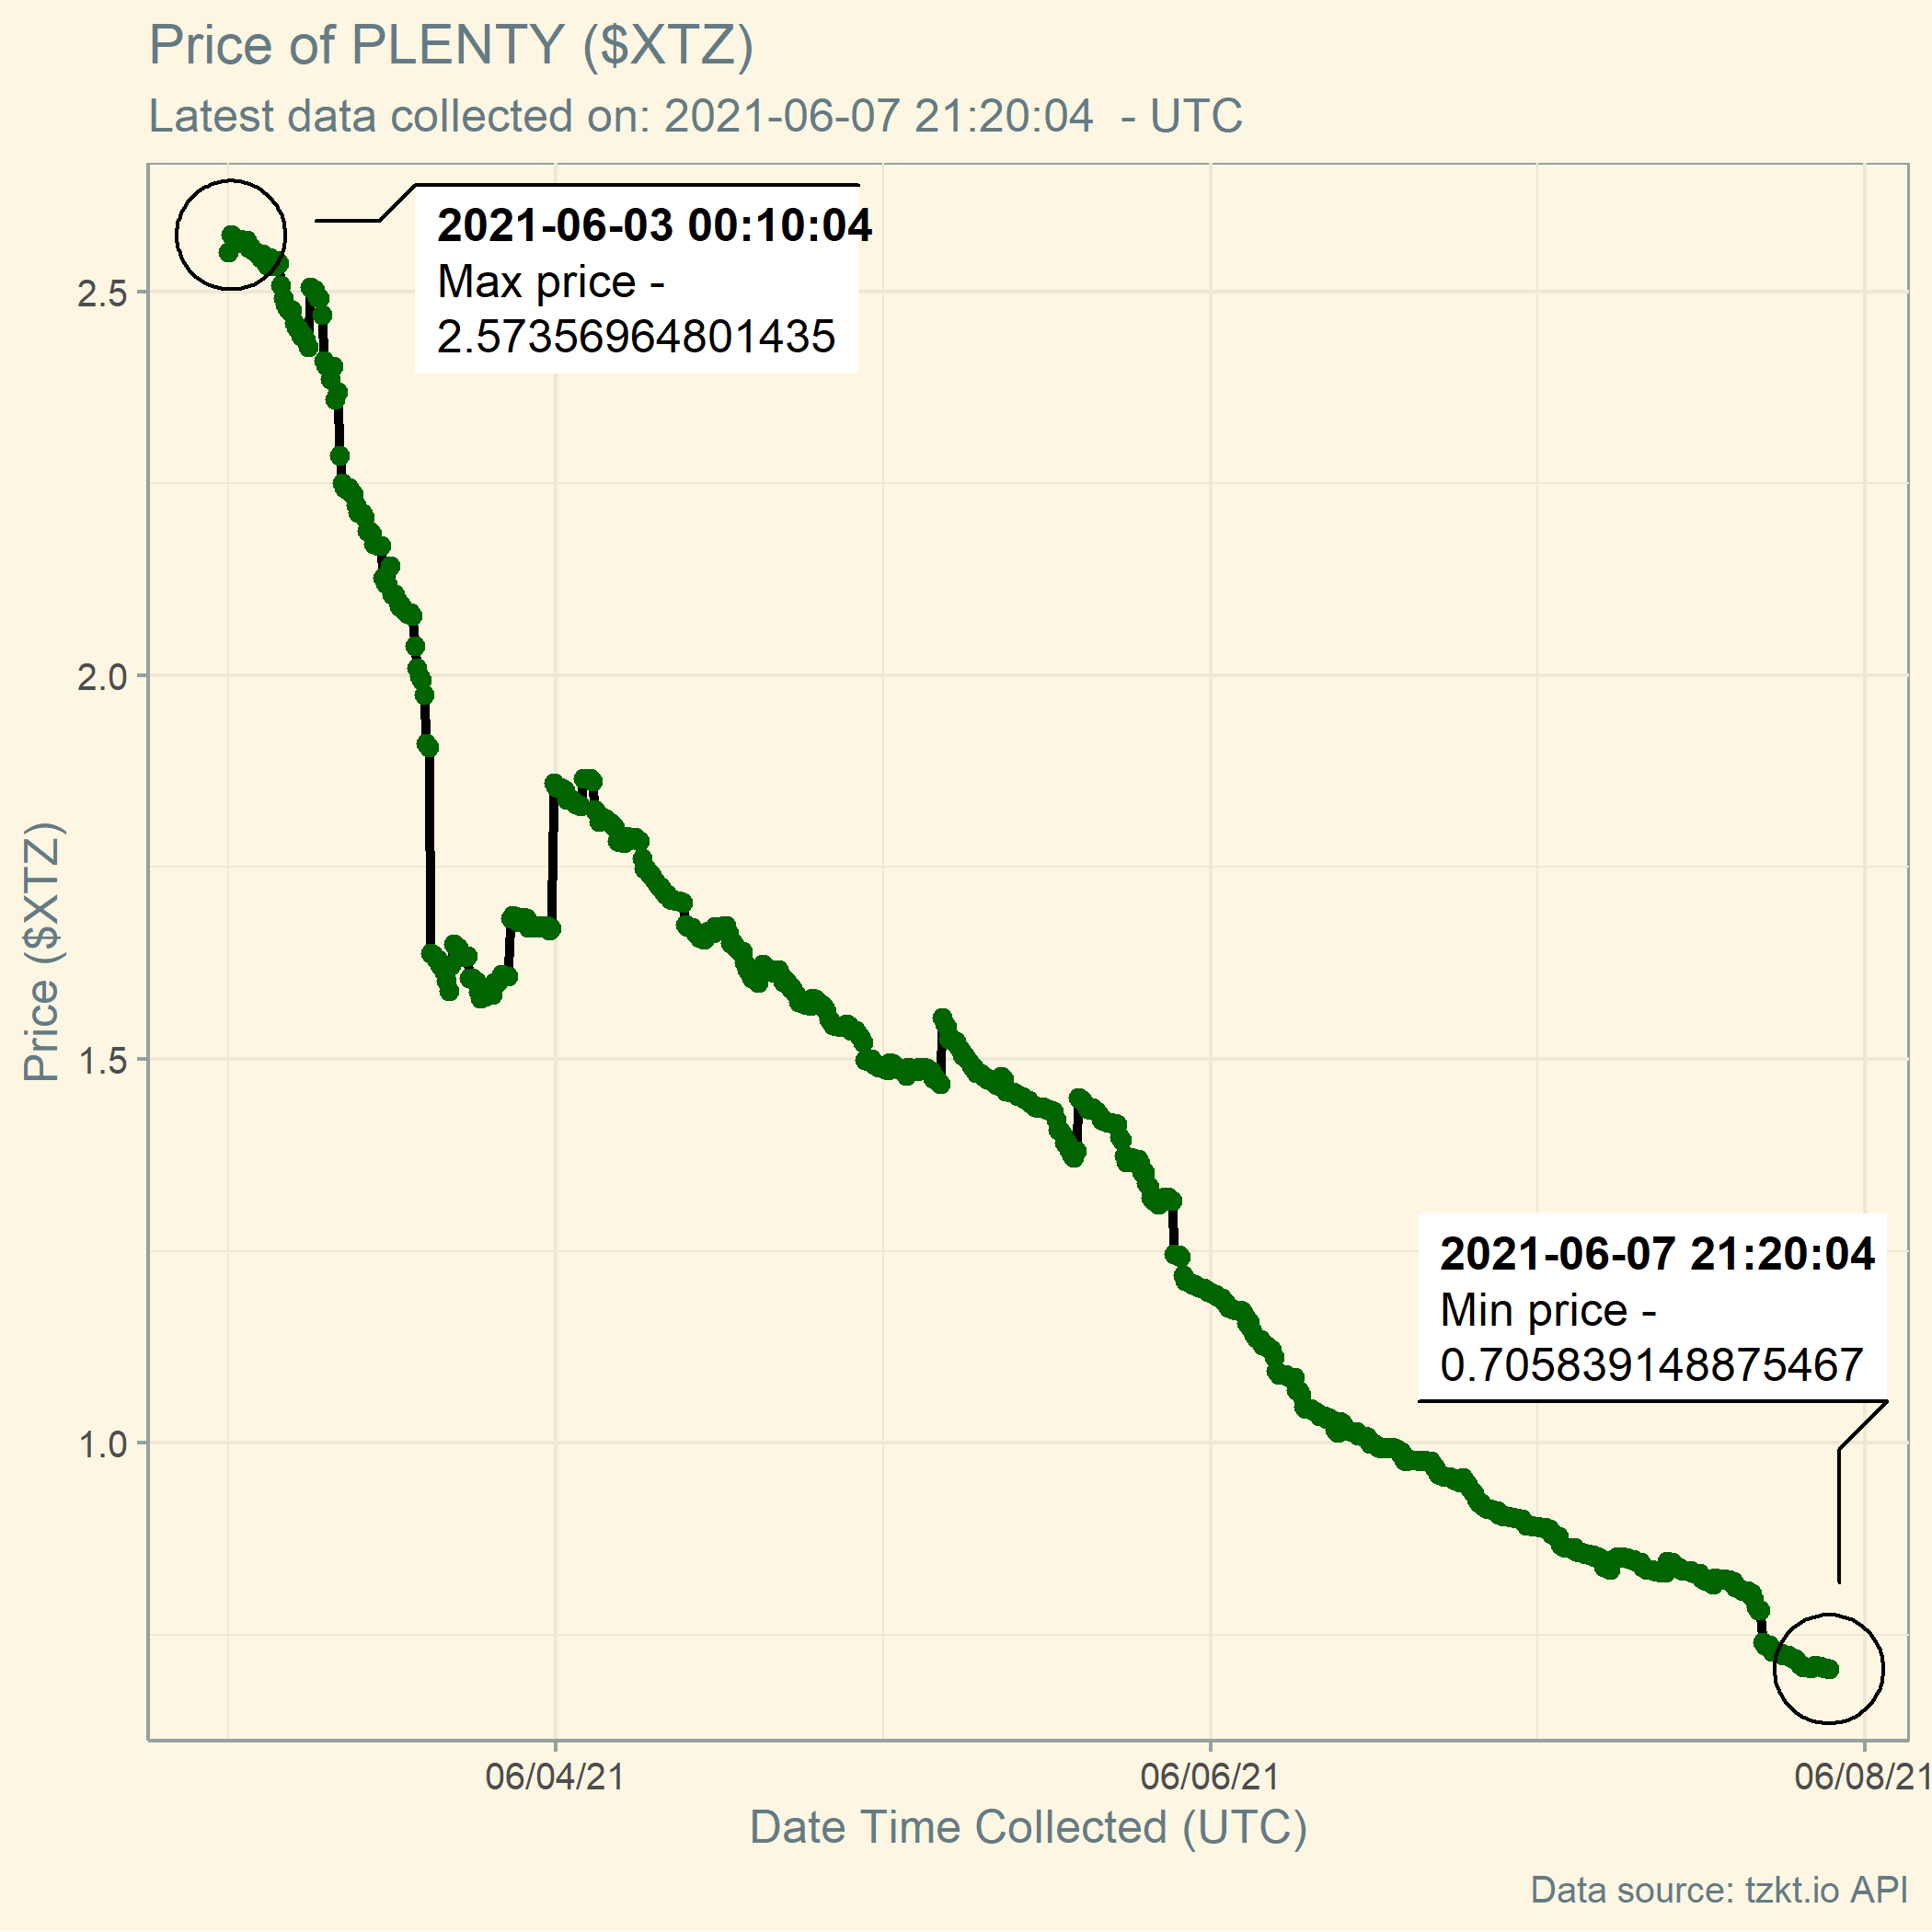 Price of PLENTY ($XTZ)
Latest data collected on: 2021-06-07 21:20:04  - UTC
2021-06-03 00:10:04
Max price -
2.57356964801435
2.5
2.0
1.5
1.0
Price ($XTZ)
2021-06-07 21:20:04
Min price -
0.7058391488875467
06/04/21
06/06/21
06/08/21
Date Time Collected (UTC)
Data source: tzkt.io API